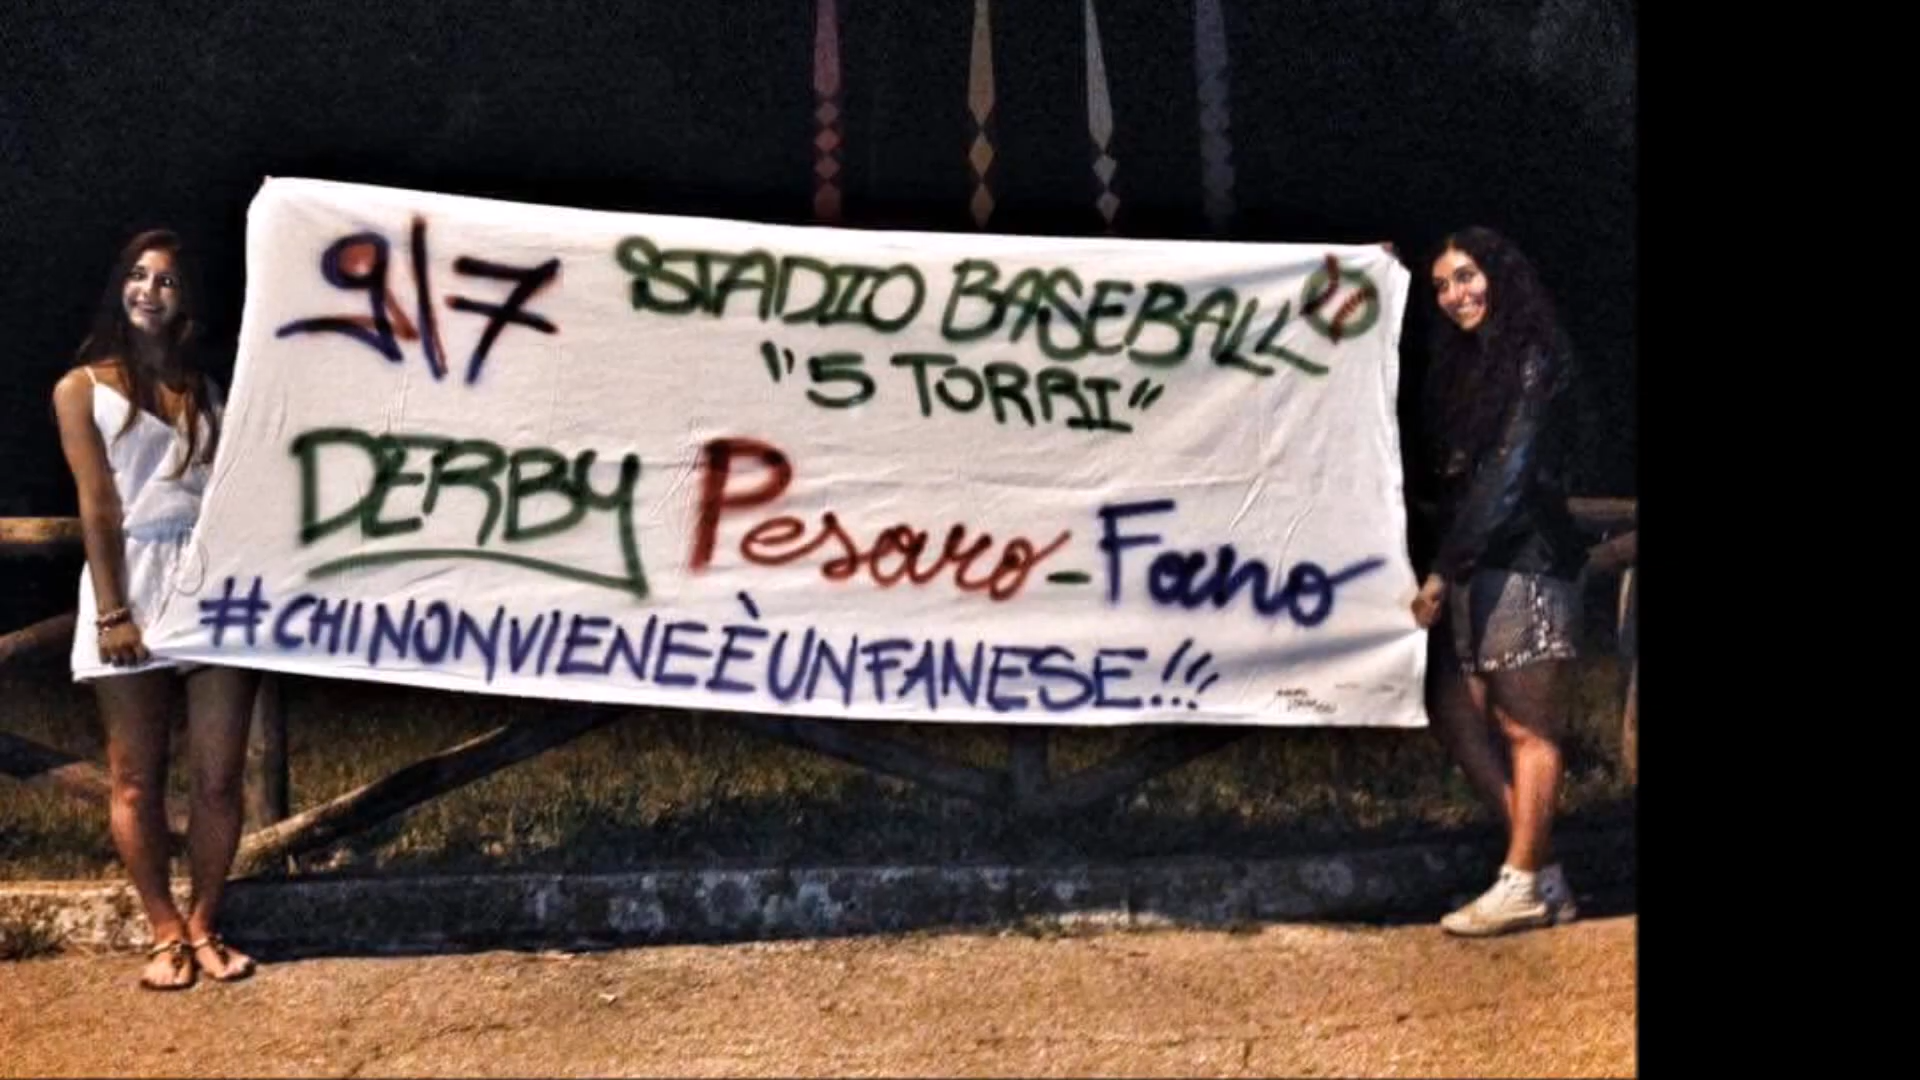 9/7 STADIO BASEBALL
"5 TORRI"
DERBY Pesaro-Fano
#CHINONVIENEÈUNFANESE!!!